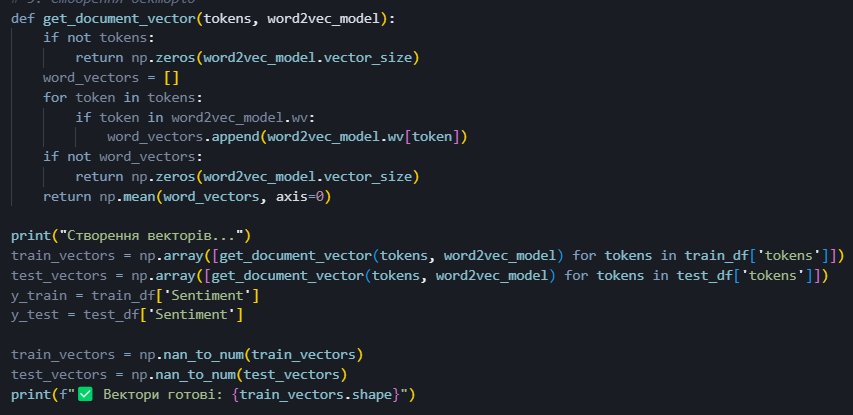 def get_document_vector(tokens, word2vec_model):
    if not tokens:
        return np.zeros(word2vec_model.vector_size)
    word_vectors = []
    for token in tokens:
        if token in word2vec_model.wv:
            word_vectors.append(word2vec_model.wv[token])
    if not word_vectors:
        return np.zeros(word2vec_model.vector_size)
    return np.mean(word_vectors, axis=0)

print("Створення векторів...")
train_vectors = np.array([get_document_vector(tokens, word2vec_model) for tokens in train_df['tokens']])
test_vectors = np.array([get_document_vector(tokens, word2vec_model) for tokens in test_df['tokens']])
y_train = train_df['Sentiment']
y_test = test_df['Sentiment']

train_vectors = np.nan_to_num(train_vectors)
test_vectors = np.nan_to_num(test_vectors)
print(f"✅ Вектори готові: {train_vectors.shape}")